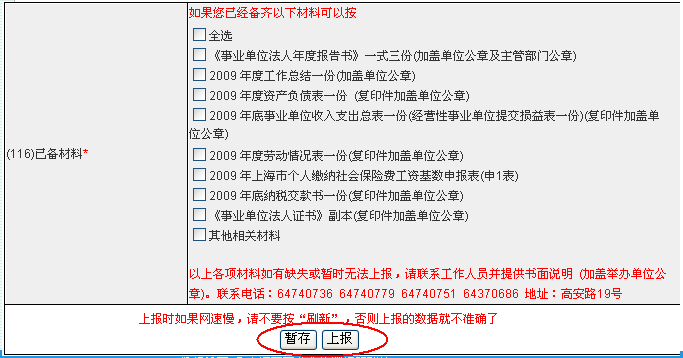 如果您已经备齐以下材料可以按
全选
《事业单位法人年度报告书》一式三份(加盖单位公章及主管部门公章)
2009 年度工作总结一份(加盖单位公章)
2009 年度资产负债表一份 (复印件加盖单位公章)
2009 年底事业单位收入支出总表一份(经营性事业单位提交损益表一份)(复印件加盖单
位公章)
(116)已备材料*
2009 年度劳动情况表一份(复印件加盖单位公章)
2009 年上海市个人缴纳社会保险费工资基数申报表(申1表)
2009 年底纳税交款书一份(复印件加盖单位公章)
《事业单位法人证书》副本(复印件加盖单位公章)
其他相关材料
以上各项材料如有缺失或暂时无法上报，请联系工作人员并提供书面说明 (加盖举办单位公
章)。联系电话：64740736 64740779 64740751 64370686 地址：高安路19号
上报时如果网速慢，请不要按“刷新”，否则上报的数据就不准确了
暂存 上报